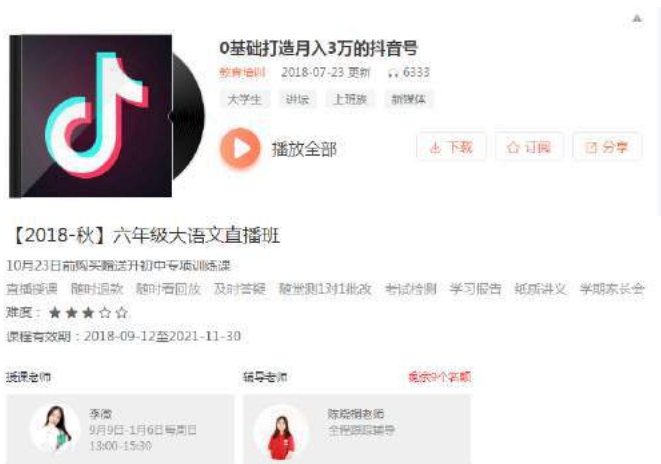 0基础打造月入3万的抖音号
教育培训 2018-07-23 更新 6333
大学生 讲坛 上班族 新媒体
播放全部 下载 订阅 分享
【2018-秋】六年级大语文直播班
10月23日前购买赠送升初中专项训练课
直播授课 随时退款 随时看回放 及时答疑 随堂测1对1批改 考试检测 学习报告 纸质讲义 学期家长会
难度：★★★☆☆
课程有效期：2018-09-12至2021-11-30
授课老师 辅导老师 剩余9个名额
李微 陈晓桐老师
9月9日-1月6日每周日 全程跟踪辅导
13:00-15:30